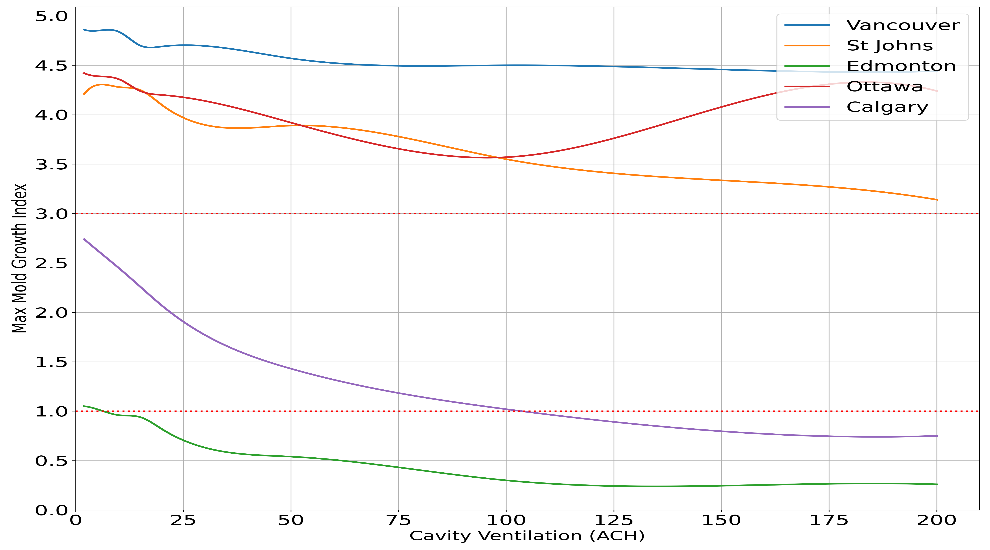 Max Mold Growth Index
5.0
4.5
4.0
3.5
3.0
2.5
2.0
1.5
1.0
0.5
0.0
Vancouver
St Johns
Edmonton
Ottawa
Calgary
0 25 50 75 100 125 150 175 200
Cavity Ventilation (ACH)